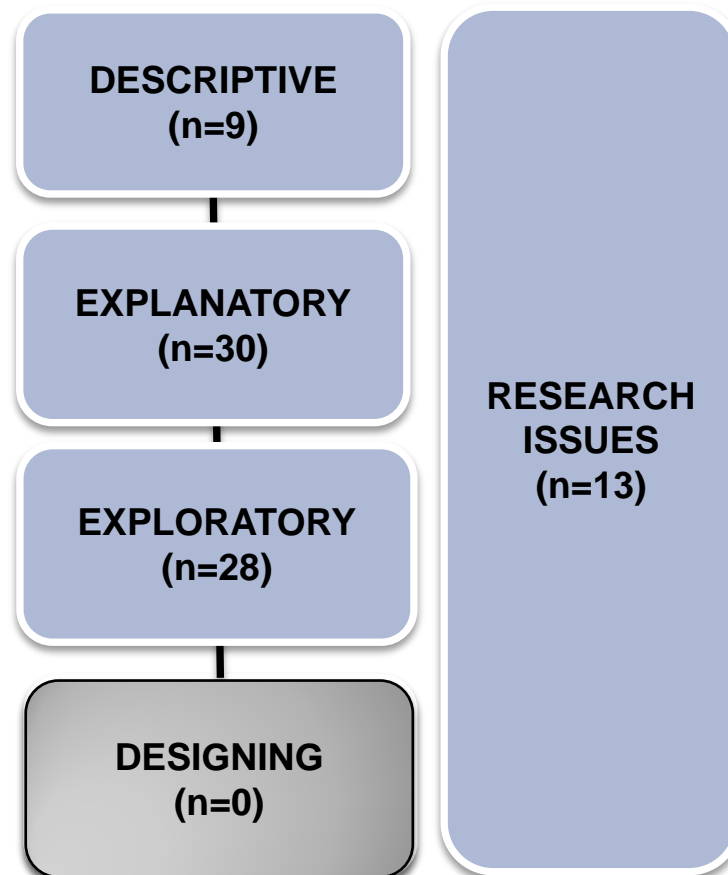 DESCRIPTIVE
(n=9)
EXPLANATORY
(n=30)
EXPLORATORY
(n=28)
DESIGNING
(n=0)
RESEARCH
ISSUES
(n=13)